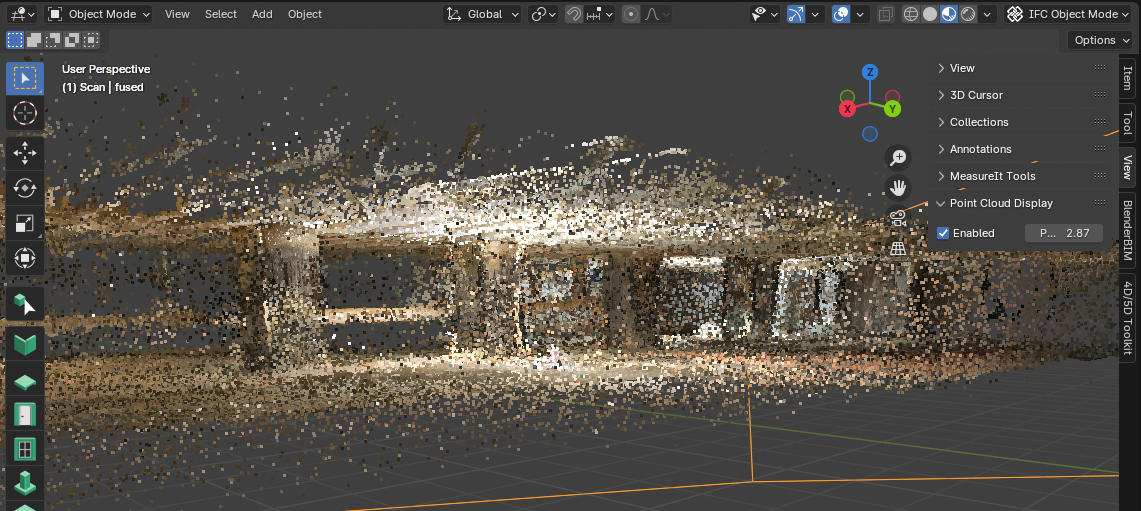 Object Mode View Select Add Object Global IFC Object Mode
Options
User Perspective
(1) Scan | fused
Z
X
Y
View
3D Cursor
Collections
Annotations
MeasureIt Tools
Point Cloud Display
Enabled P... 2.87
Item
Tool
View
BlenderBIM
4D/5D Toolkit